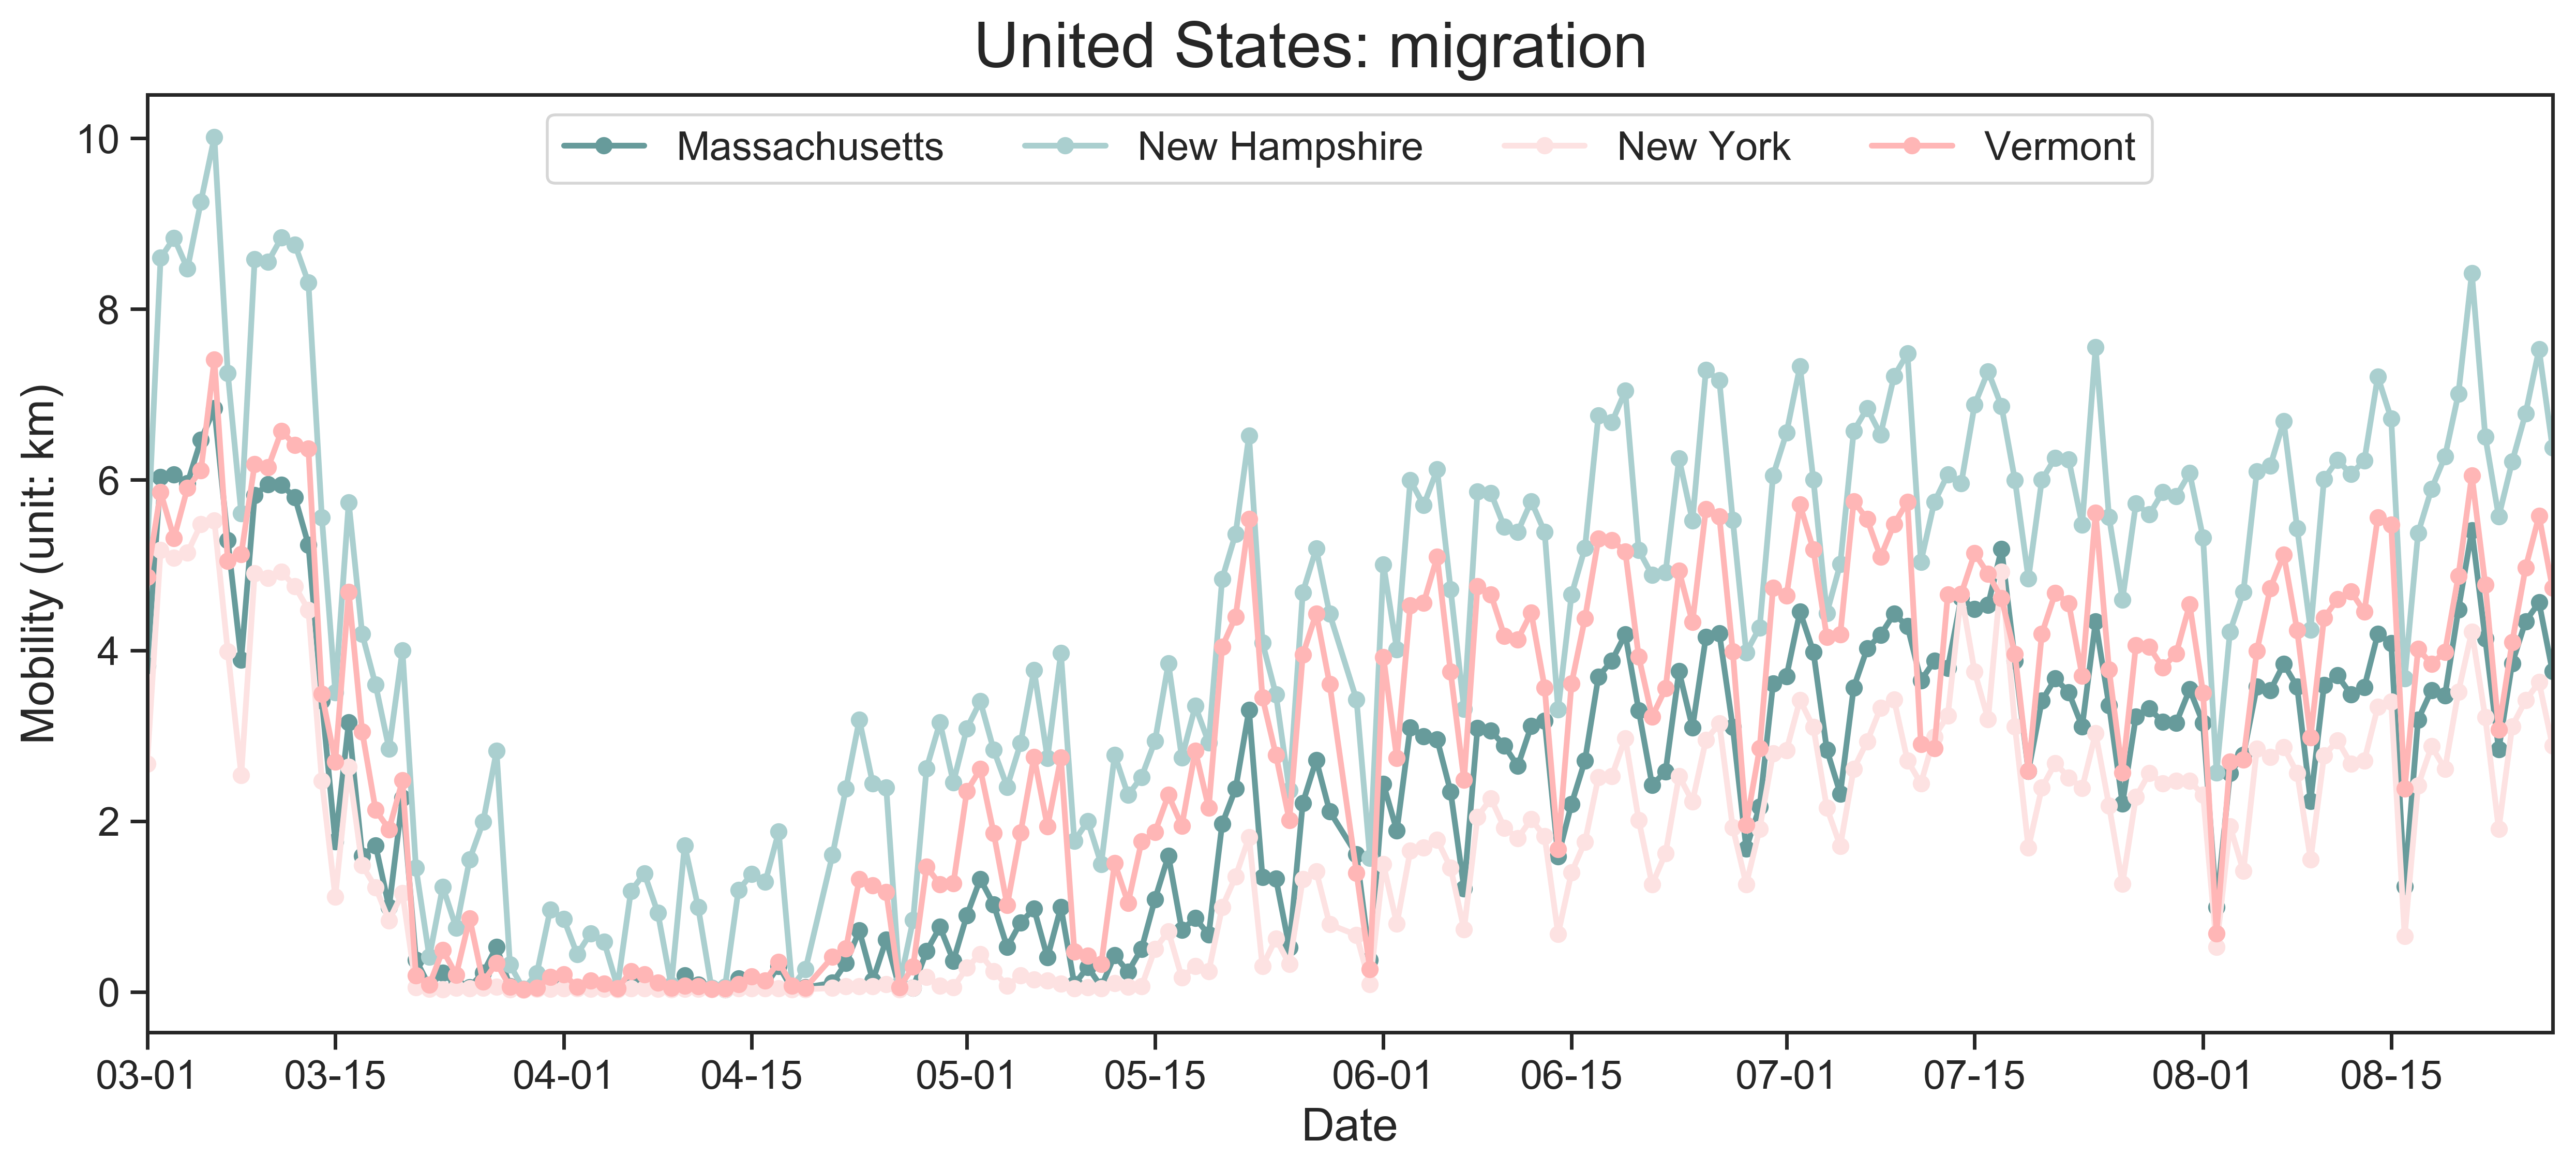 United States: migration
Massachusetts New Hampshire New York Vermont
Mobility (unit: km)
10
8
6
4
2
0
03-01 03-15 04-01 04-15 05-01 05-15 06-01 06-15 07-01 07-15 08-01 08-15
Date